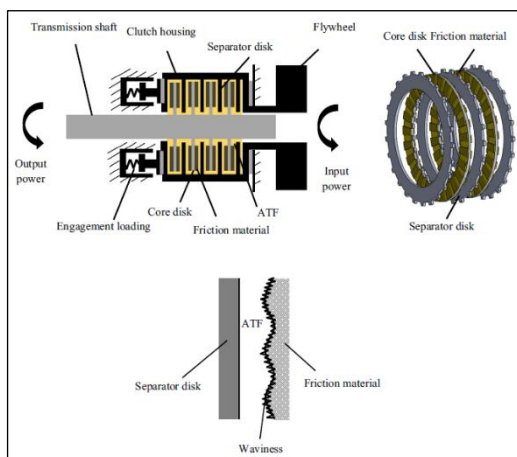 Transmission shaft
Clutch housing
Separator disk
Flywheel
Core disk Friction material
Output
power
Input
power
Engagement loading
Core disk
Friction material
ATF
Separator disk
ATF
Separator disk
Friction material
Waviness